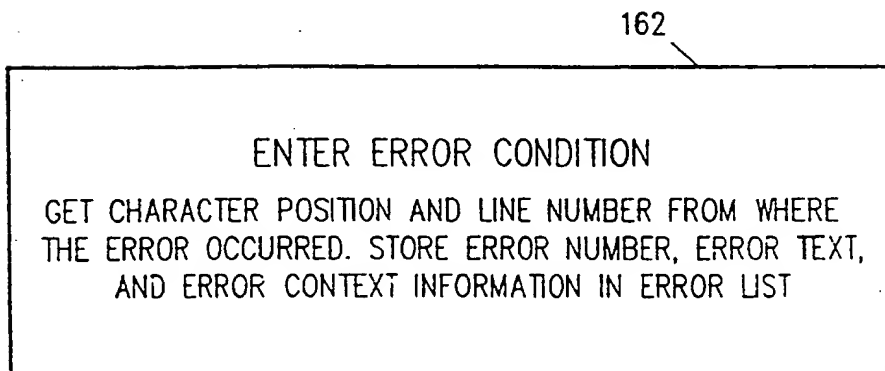 162
ENTER ERROR CONDITION
GET CHARACTER POSITION AND LINE NUMBER FROM WHERE
THE ERROR OCCURRED. STORE ERROR NUMBER, ERROR TEXT,
AND ERROR CONTEXT INFORMATION IN ERROR LIST